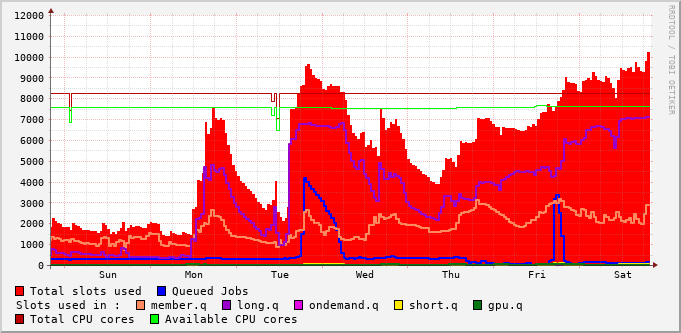 12000
11000
10000
9000
8000
7000
6000
5000
4000
3000
2000
1000
0
Sun Mon Tue Wed Thu Fri Sat
RRDTOOL / TOBI OETIKER
Total slots used Queued Jobs
Slots used in : member.q long.q ondemand.q short.q gpu.q
Total CPU cores Available CPU cores